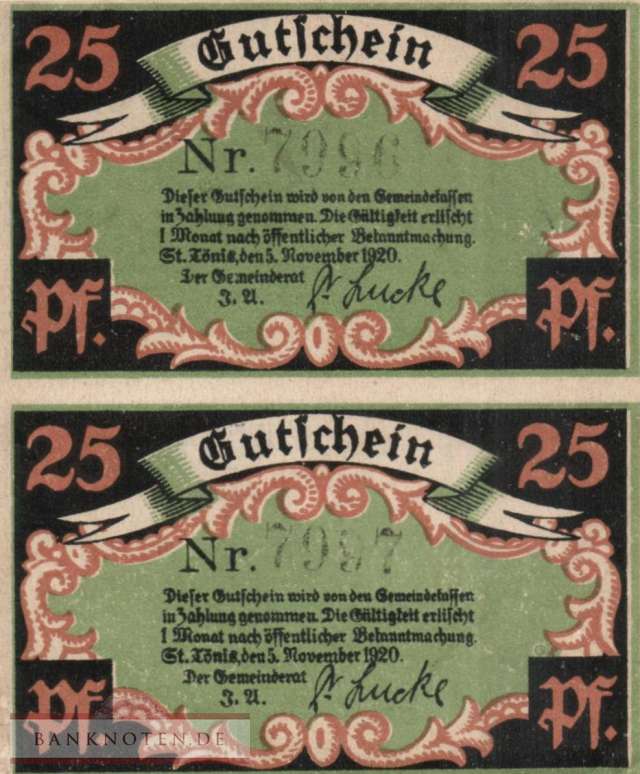 25 Gutschein 25
Nr. 7996
Dieser Gutschein wird von den Gemeindekassen
in Zahlung genommen. Die Gültigkeit erlischt
1 Monat nach öffentlicher Bekanntmachung.
St. Tönis, den 5. November 1920.
Der Gemeinderat
J. A. Dr. Lucke
Pf. Pf.
25 Gutschein 25
Nr. 7997
Dieser Gutschein wird von den Gemeindekassen
in Zahlung genommen. Die Gültigkeit erlischt
1 Monat nach öffentlicher Bekanntmachung.
St. Tönis, den 5. November 1920.
Der Gemeinderat
J. A. Dr. Lucke
Pf. Pf.
BANKNOTEN.DE